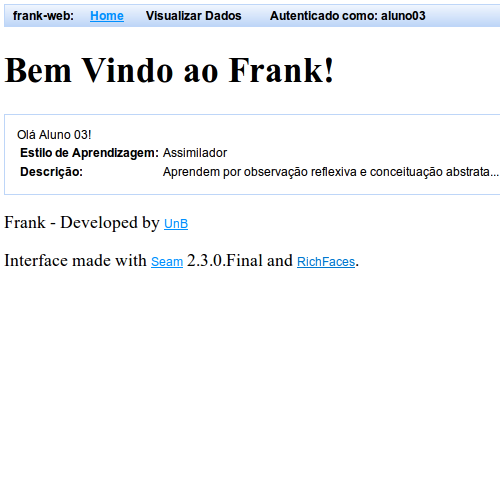 frank-web: Home Visualizar Dados Autenticado como: aluno03
Bem Vindo ao Frank!
Olá Aluno 03!
Estilo de Aprendizagem: Assimilador
Descrição: Aprendem por observação reflexiva e conceituação abstrata...
Frank - Developed by UnB
Interface made with Seam 2.3.0.Final and RichFaces.